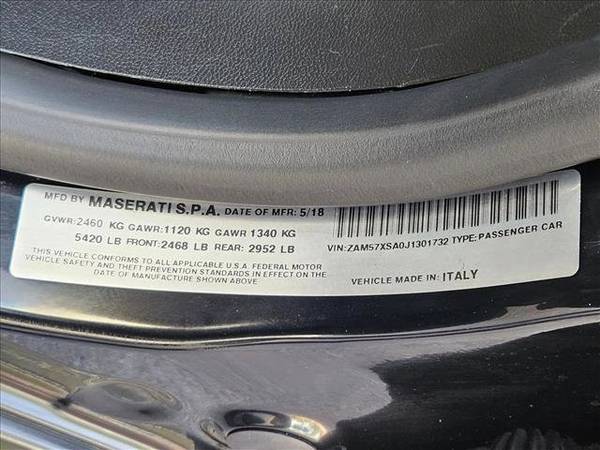 MFD BY MASERATI S.P.A. DATE OF MFR: 5/18
GVWR:2460 KG GAWR:1120 KG GAWR 1340 KG
5420 LB FRONT:2468 LB REAR: 2952 LB
VIN:ZAM57XSA0J1301732 TYPE: PASSENGER CAR
THIS VEHICLE CONFORMS TO ALL APPLICABLE U.S.A. FEDERAL MOTOR
VEHICLE SAFETY AND THEFT PREVENTION STANDARDS IN EFFECT ON THE
DATE OF MANUFACTURE SHOWN ABOVE
VEHICLE MADE IN: ITALY